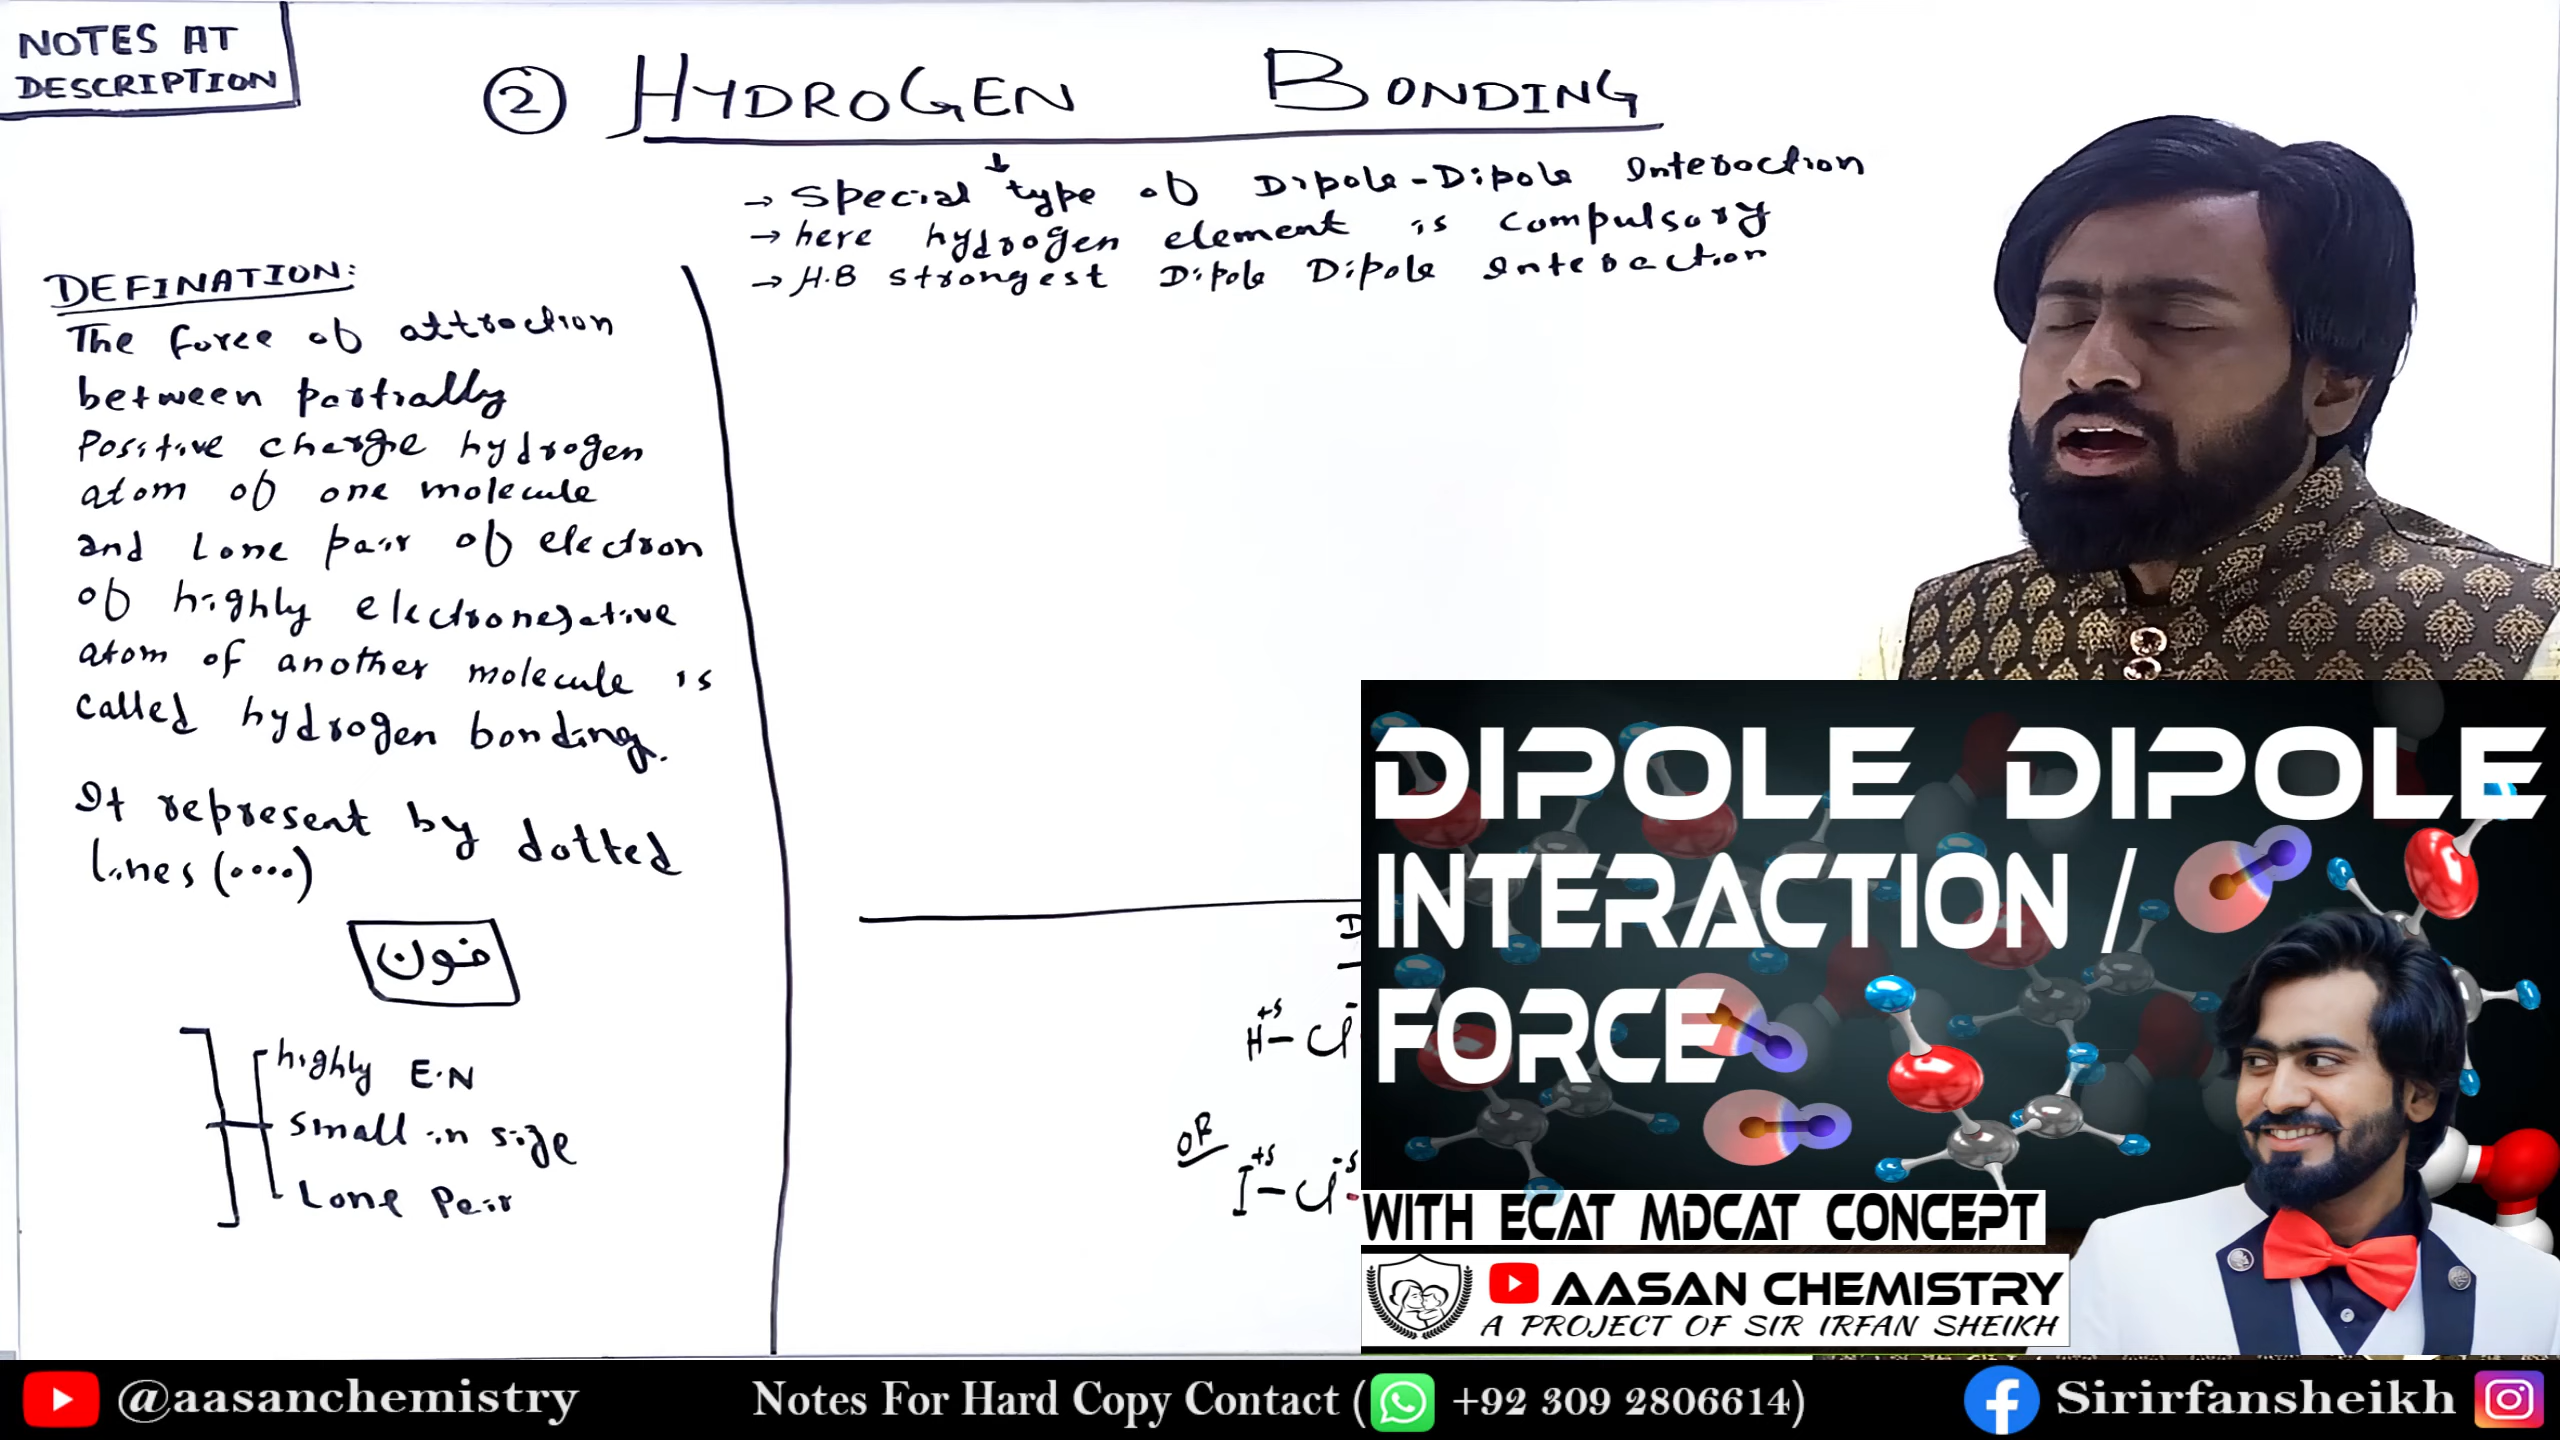 NOTES AT
DESCRIPTION
② HYDROGEN BONDING
→ special type of Dipole-Dipole Interaction
→ here hydrogen element is compulsory
→ H.B strongest Dipole Dipole Interaction
DEFINATION:
The force of attraction
between partially
Positive charge hydrogen
atom of one molecule
and Lone pair of electron
of highly electronegative
atom of another molecule is
called hydrogen bonding.
It represent by dotted
lines (....)
فون
highly E.N
small in size
Lone Pair
D
+δ
H-Cl
OR
+δ -δ
I-Cl
DIPOLE DIPOLE
INTERACTION /
FORCE
WITH ECAT MDCAT CONCEPT
AASAN CHEMISTRY
A PROJECT OF SIR IRFAN SHEIKH
@aasanchemistry
Notes For Hard Copy Contact ( +92 309 2806614)
Sirirfansheikh